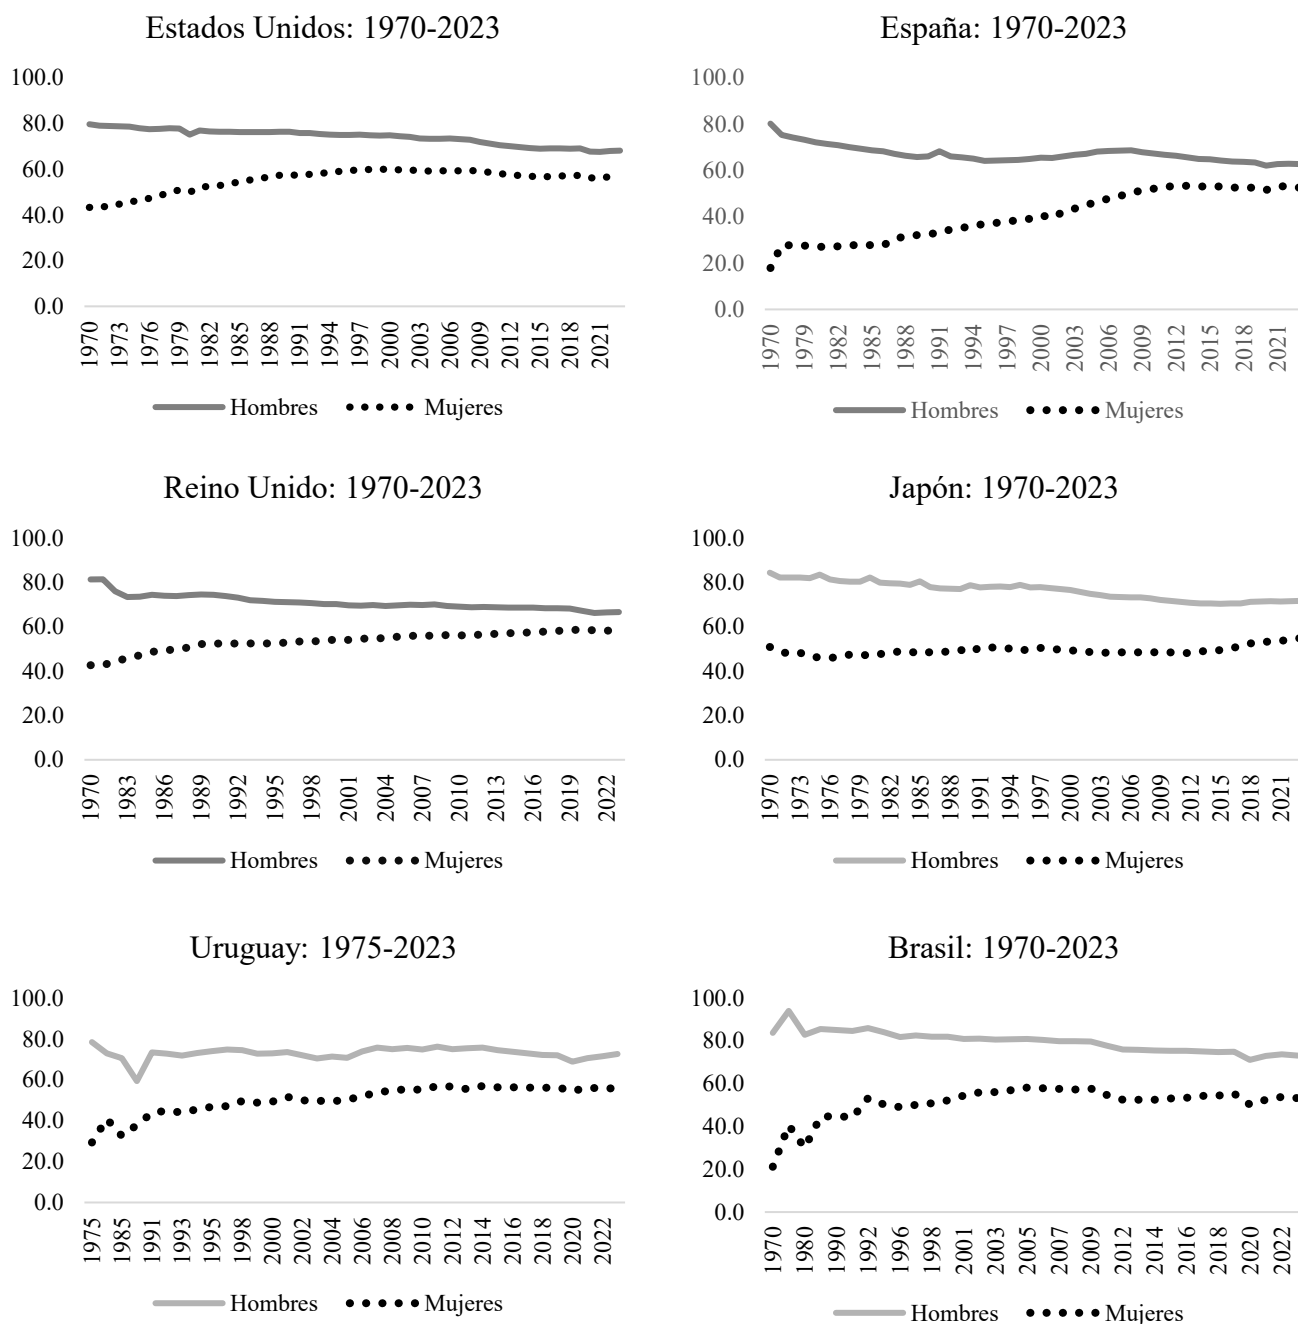 Estados Unidos: 1970-2023
100.0
80.0
60.0
40.0
20.0
0.0
1970 1973 1976 1979 1982 1985 1988 1991 1994 1997 2000 2003 2006 2009 2012 2015 2018 2021
Hombres Mujeres
España: 1970-2023
100.0
80.0
60.0
40.0
20.0
0.0
1970 1979 1982 1985 1988 1991 1994 1997 2000 2003 2006 2009 2012 2015 2018 2021
Hombres Mujeres
Reino Unido: 1970-2023
100.0
80.0
60.0
40.0
20.0
0.0
1970 1983 1986 1989 1992 1995 1998 2001 2004 2007 2010 2013 2016 2019 2022
Hombres Mujeres
Japón: 1970-2023
100.0
80.0
60.0
40.0
20.0
0.0
1970 1973 1976 1979 1982 1985 1988 1991 1994 1997 2000 2003 2006 2009 2012 2015 2018 2021
Hombres Mujeres
Uruguay: 1975-2023
100.0
80.0
60.0
40.0
20.0
0.0
1975 1985 1991 1993 1995 1998 2000 2002 2004 2006 2008 2010 2012 2014 2016 2018 2020 2022
Hombres Mujeres
Brasil: 1970-2023
100.0
80.0
60.0
40.0
20.0
0.0
1970 1980 1990 1992 1996 1998 2001 2003 2005 2007 2009 2012 2014 2016 2018 2020 2022
Hombres Mujeres